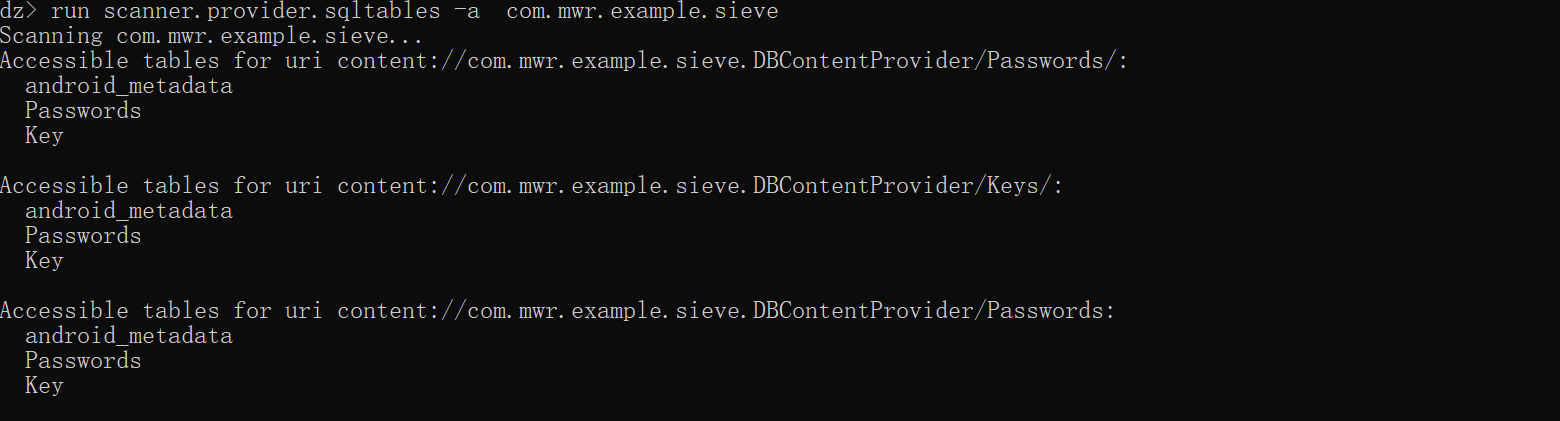 dz> run scanner.provider.sqltables -a  com.mwr.example.sieve
Scanning com.mwr.example.sieve...
Accessible tables for uri content://com.mwr.example.sieve.DBContentProvider/Passwords/:
  android_metadata
  Passwords
  Key

Accessible tables for uri content://com.mwr.example.sieve.DBContentProvider/Keys/:
  android_metadata
  Passwords
  Key

Accessible tables for uri content://com.mwr.example.sieve.DBContentProvider/Passwords:
  android_metadata
  Passwords
  Key